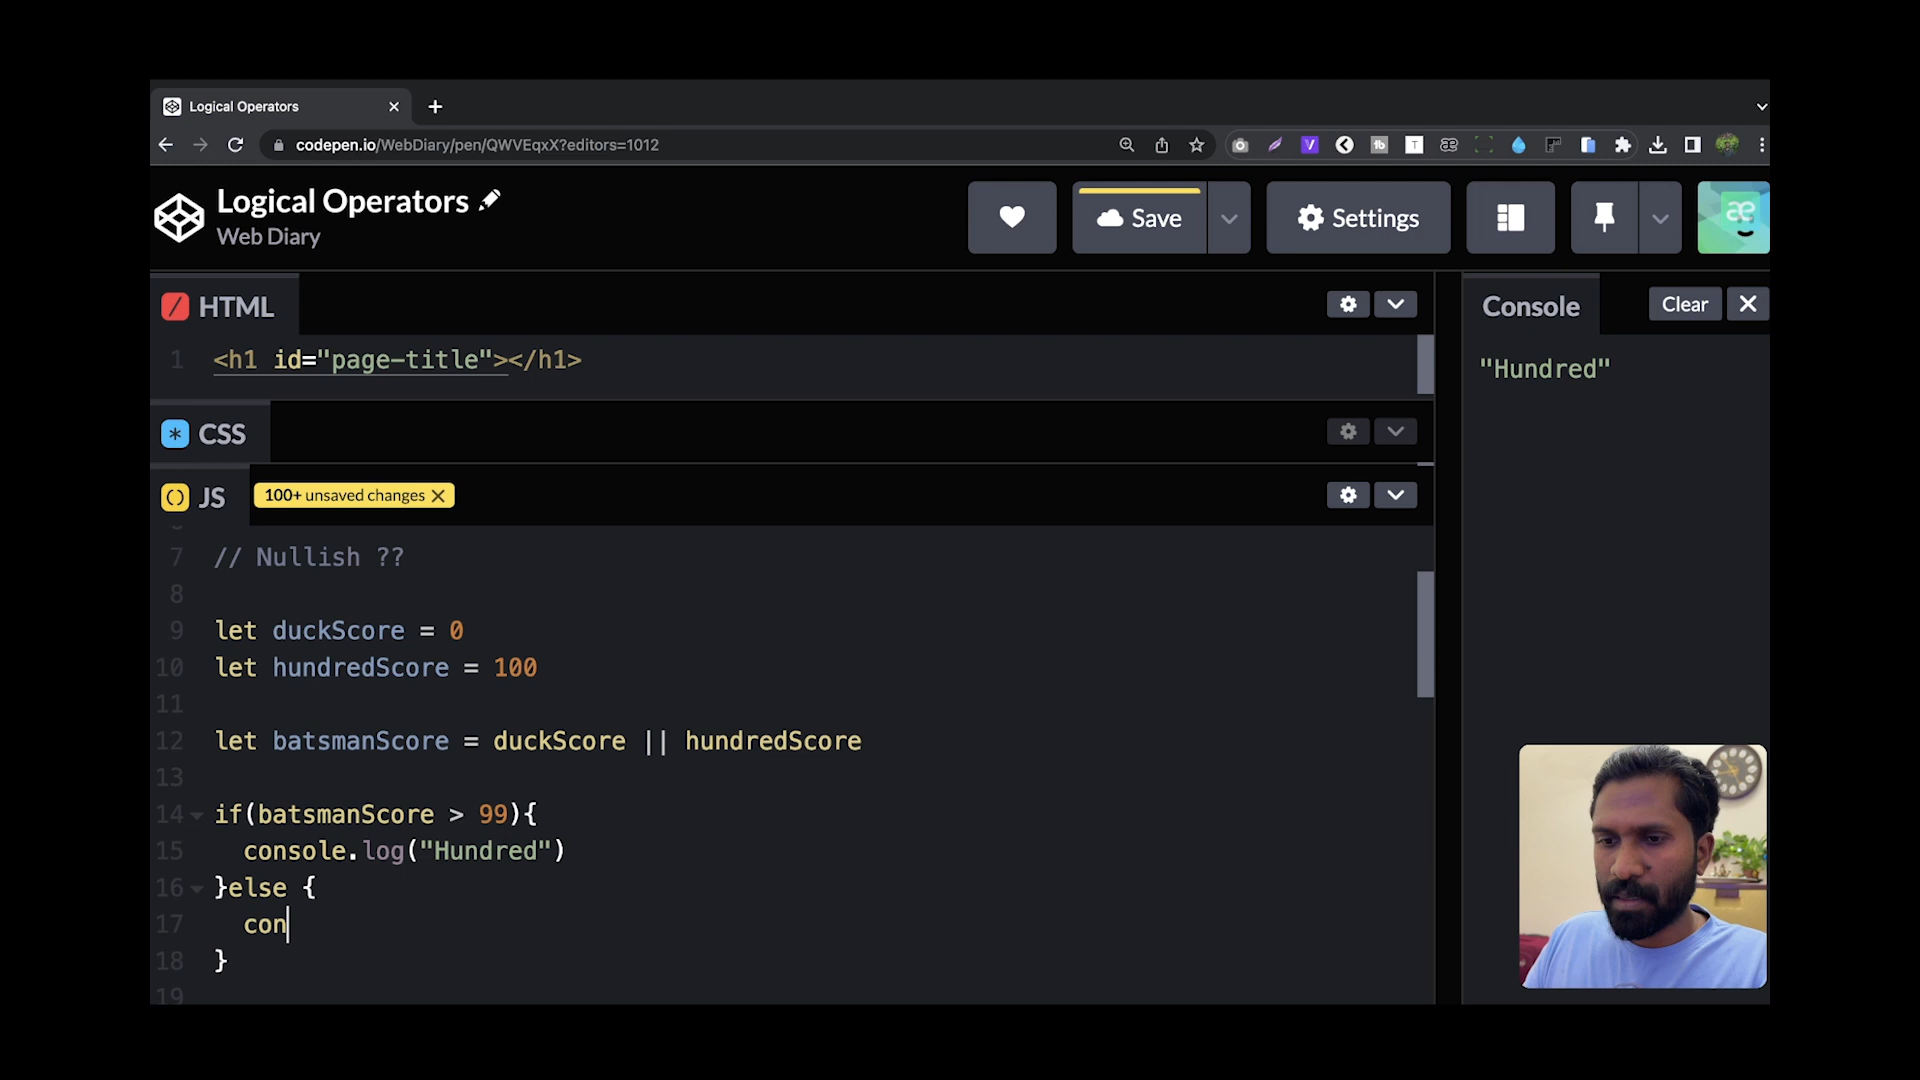 Logical Operators
codepen.io/WebDiary/pen/QWVEqxX?editors=1012
Logical Operators
Web Diary
Save
Settings
HTML
Console
Clear
1 <h1 id="page-title"></h1>
"Hundred"
CSS
JS
100+ unsaved changes
7 // Nullish ??
8
9 let duckScore = 0
10 let hundredScore = 100
11
12 let batsmanScore = duckScore || hundredScore
13
14 if(batsmanScore > 99){
15 console.log("Hundred")
16 }else {
17 con
18 }
19